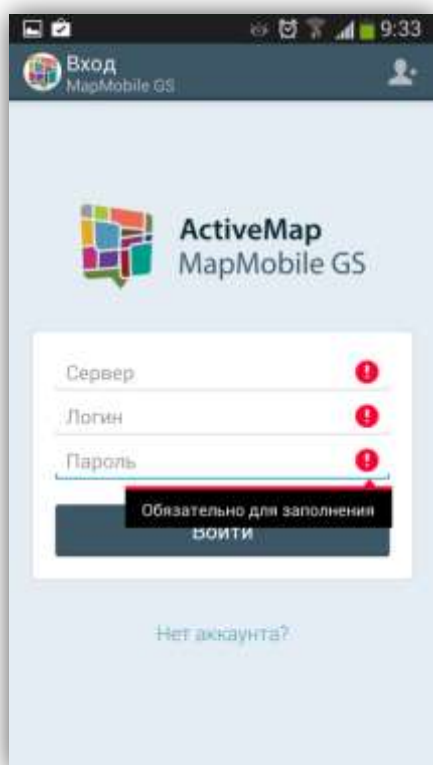 9:33
Вход
MapMobile GS
ActiveMap
MapMobile GS
Сервер
Логин
Пароль
Обязательно для заполнения
Войти
Нет аккаунта?